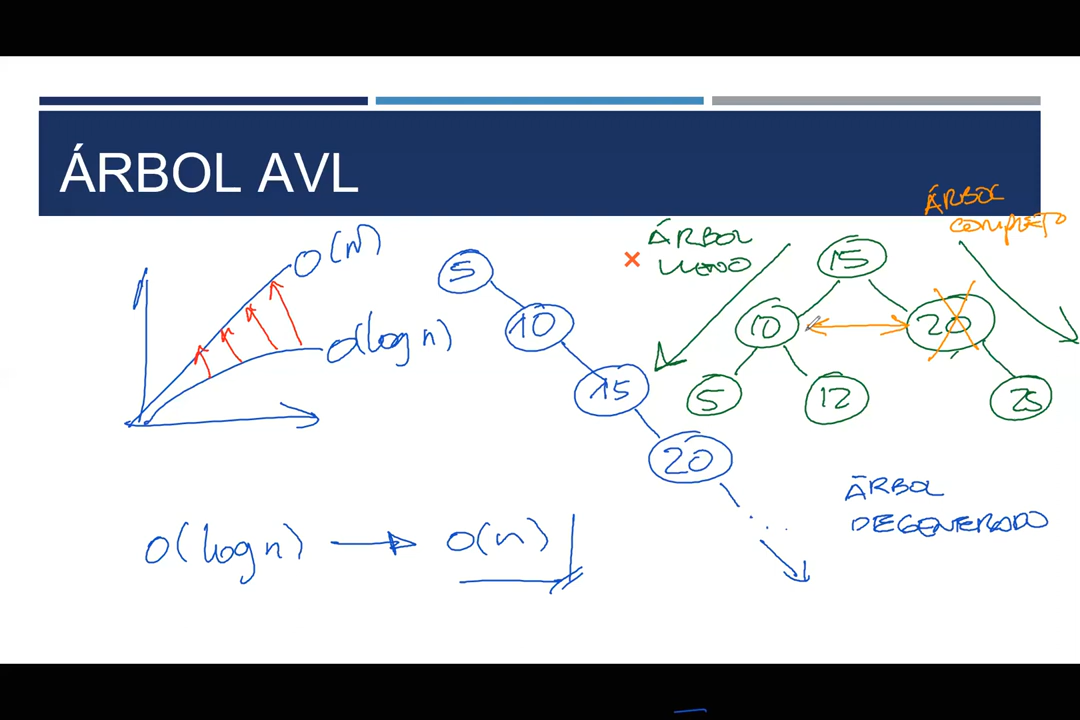 ÁRBOL AVL
ÁRBOL
COMPLETO
ÁRBOL
LLENO
O(n)
O(log n)
5
10
15
20
15
10
20
5
12
25
ÁRBOL
DEGENERADO
O(log n) → O(n)